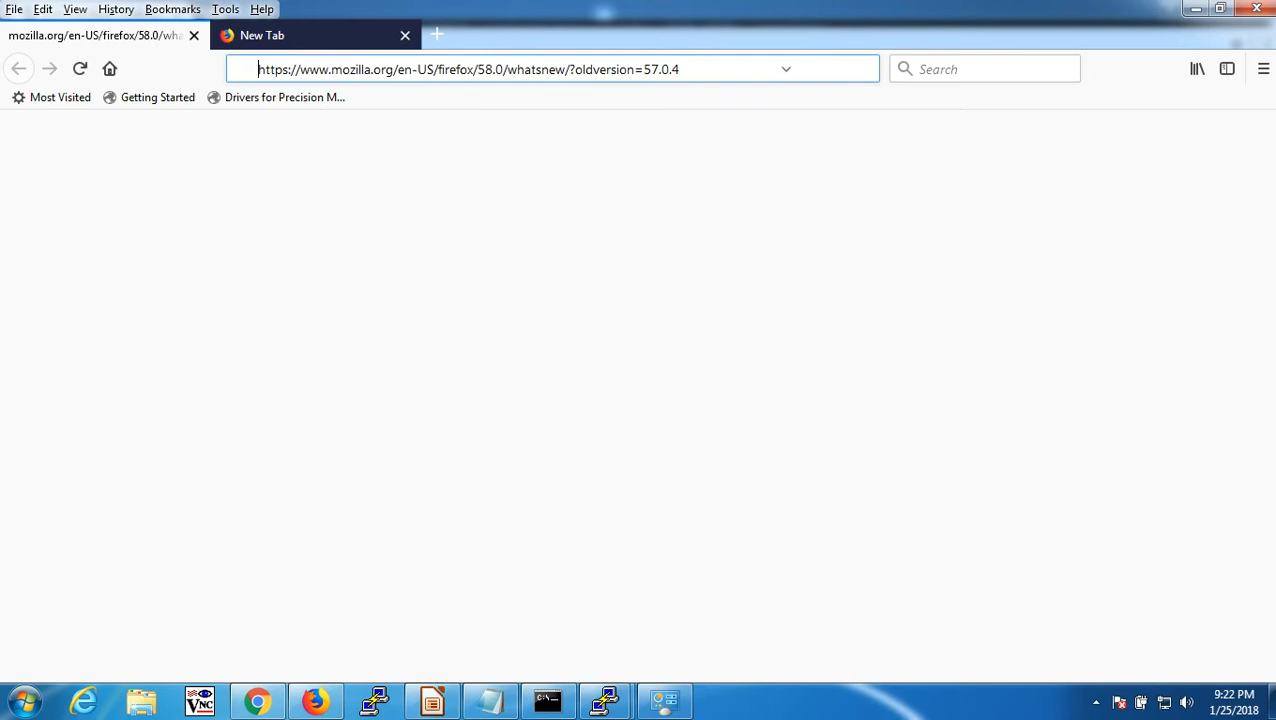 File Edit View History Bookmarks Tools Help
mozilla.org/en-US/firefox/58.0/wha New Tab
https://www.mozilla.org/en-US/firefox/58.0/whatsnew/?oldversion=57.0.4 Search
Most Visited Getting Started Drivers for Precision M...
VNC C:\
9:22 PM
1/25/2018